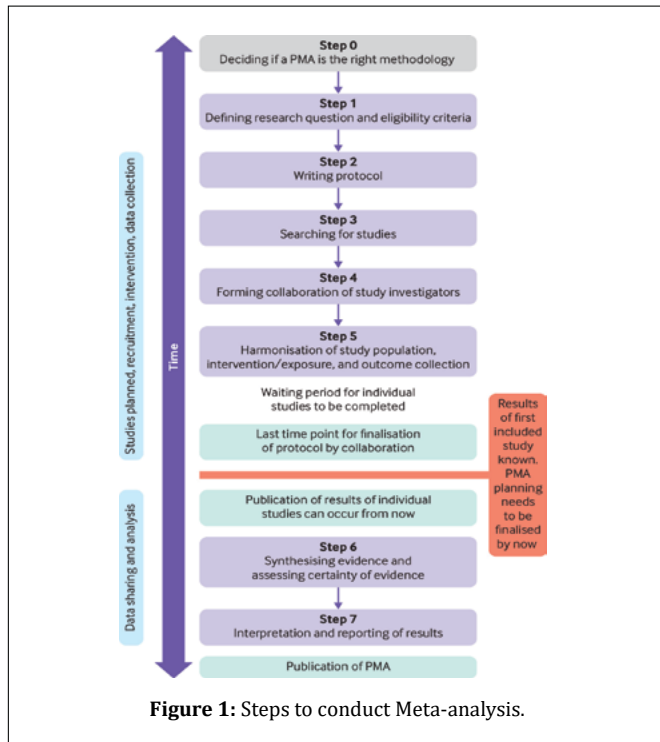 Step 0
Deciding if a PMA is the right methodology
Step 1
Defining research question and eligibility criteria
Step 2
Writing protocol
Step 3
Searching for studies
Step 4
Forming collaboration of study investigators
Step 5
Harmonisation of study population,
intervention/exposure, and outcome collection
Waiting period for individual
studies to be completed
Last time point for finalisation
of protocol by collaboration
Publication of results of individual
studies can occur from now
Step 6
Synthesising evidence and
assessing certainty of evidence
Step 7
Interpretation and reporting of results
Publication of PMA
Studies planned, recruitment, intervention, data collection
Data sharing and analysis
Time
Results
of first
included
study
known.
PMA
planning
needs
to be
finalised
by now
Figure 1: Steps to conduct Meta-analysis.